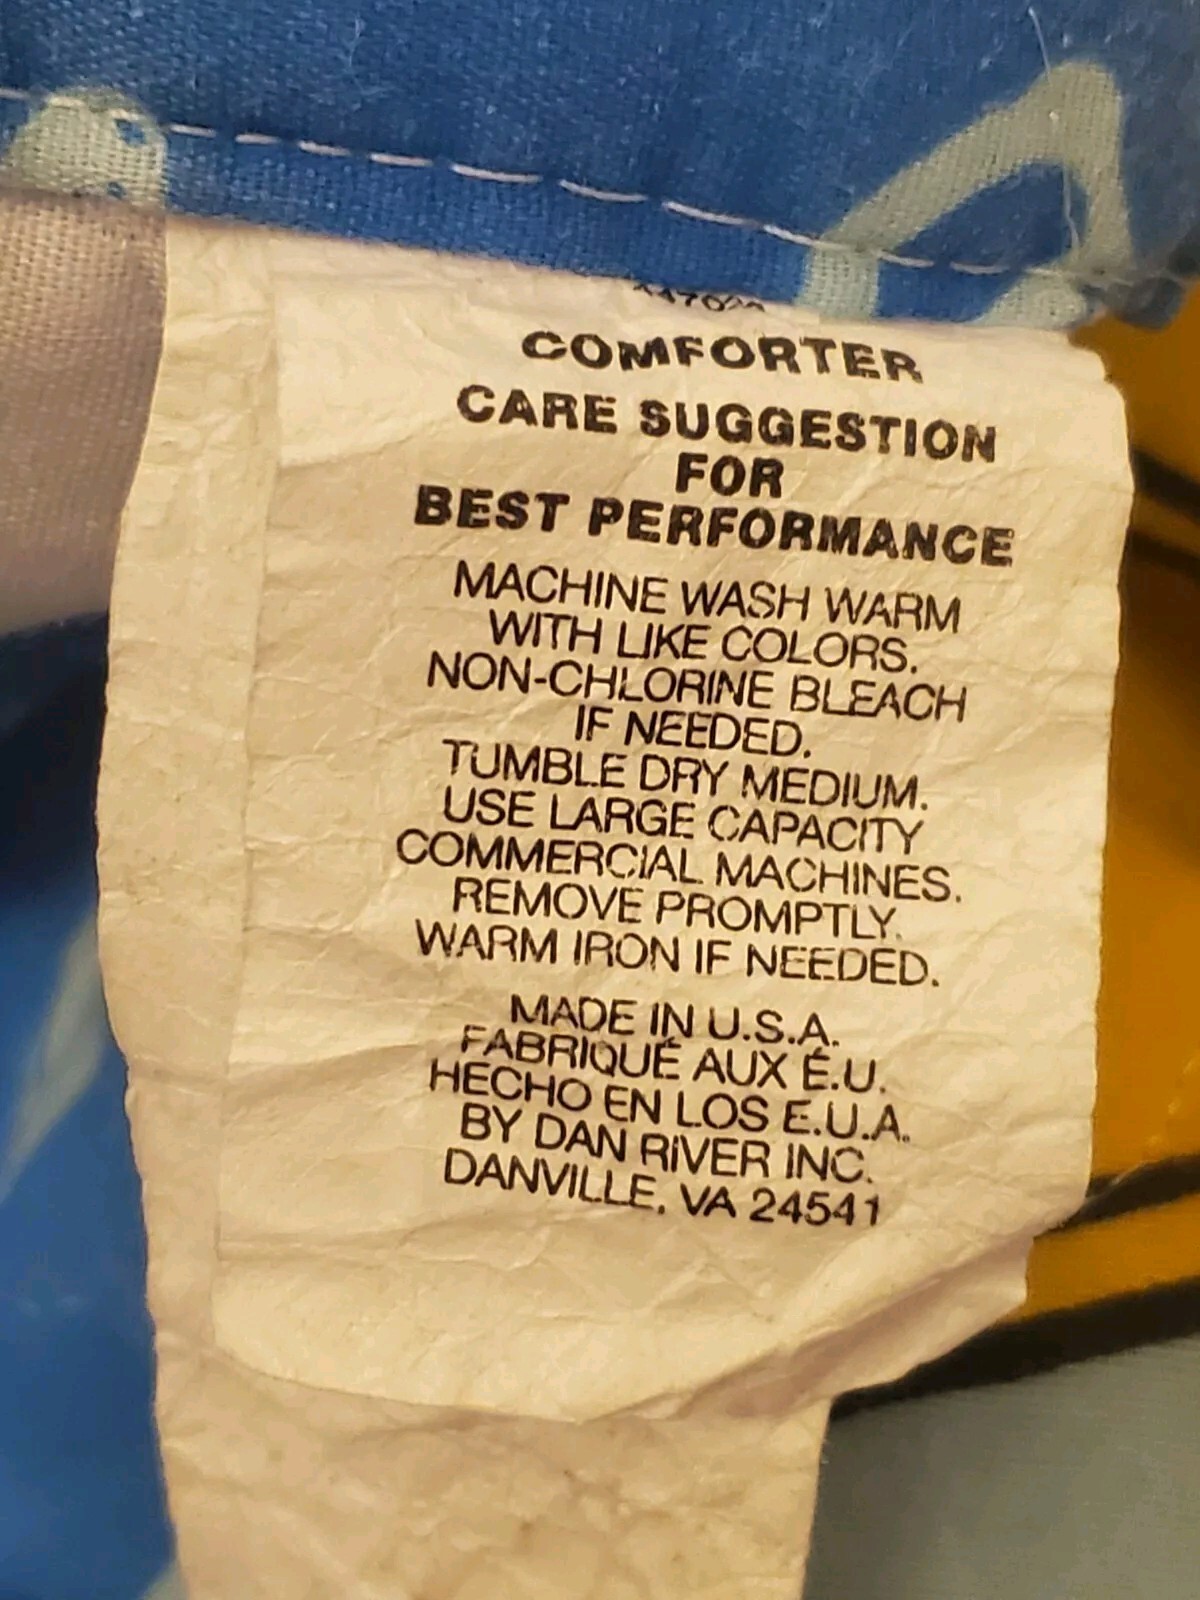 COMFORTER
CARE SUGGESTION
FOR
BEST PERFORMANCE
MACHINE WASH WARM
WITH LIKE COLORS.
NON-CHLORINE BLEACH
IF NEEDED.
TUMBLE DRY MEDIUM.
USE LARGE CAPACITY
COMMERCIAL MACHINES.
REMOVE PROMPTLY.
WARM IRON IF NEEDED.
MADE IN U.S.A.
FABRIQUÉ AUX É.U.
HECHO EN LOS E.U.A.
BY DAN RIVER INC.
DANVILLE, VA 24541